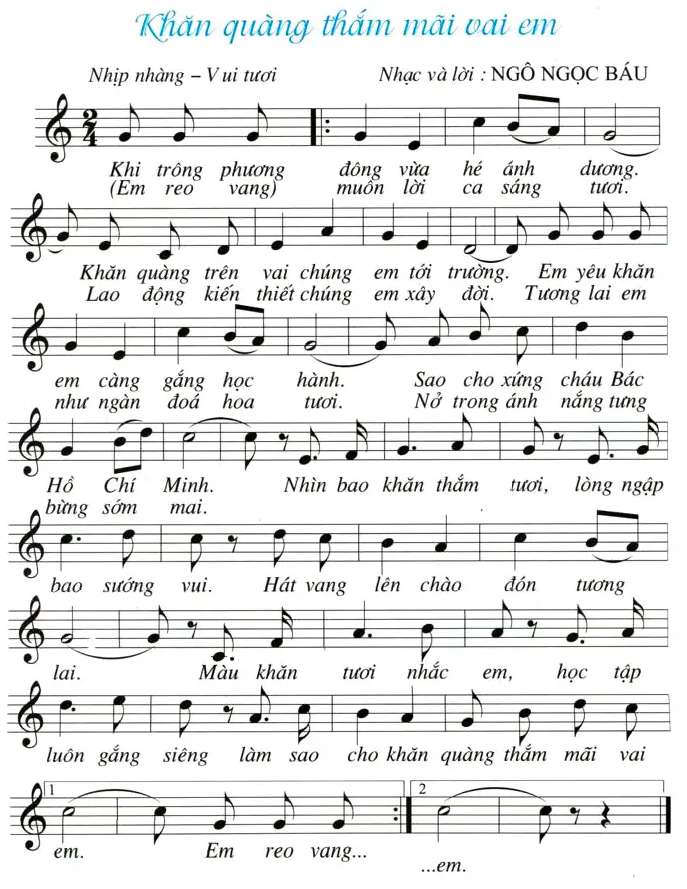 Khăn quàng thắm mãi vai em
Nhịp nhàng – Vui tươi
Nhạc và lời : NGÔ NGỌC BÁU
2
4
Khi trông phương đông vừa hé ánh dương.
(Em reo vang) muôn lời ca sáng tươi.
Khăn quàng trên vai chúng em tới trường. Em yêu khăn
Lao động kiến thiết chúng em xây đời. Tương lai em
em càng gắng học hành. Sao cho xứng cháu Bác
như ngàn đoá hoa tươi. Nở trong ánh nắng tưng
Hồ Chí Minh. Nhìn bao khăn thắm tươi, lòng ngập
bừng sớm mai.
bao sướng vui. Hát vang lên chào đón tương
lai. Màu khăn tươi nhắc em, học tập
luôn gắng siêng làm sao cho khăn quàng thắm mãi vai
1
2
em. Em reo vang...
...em.